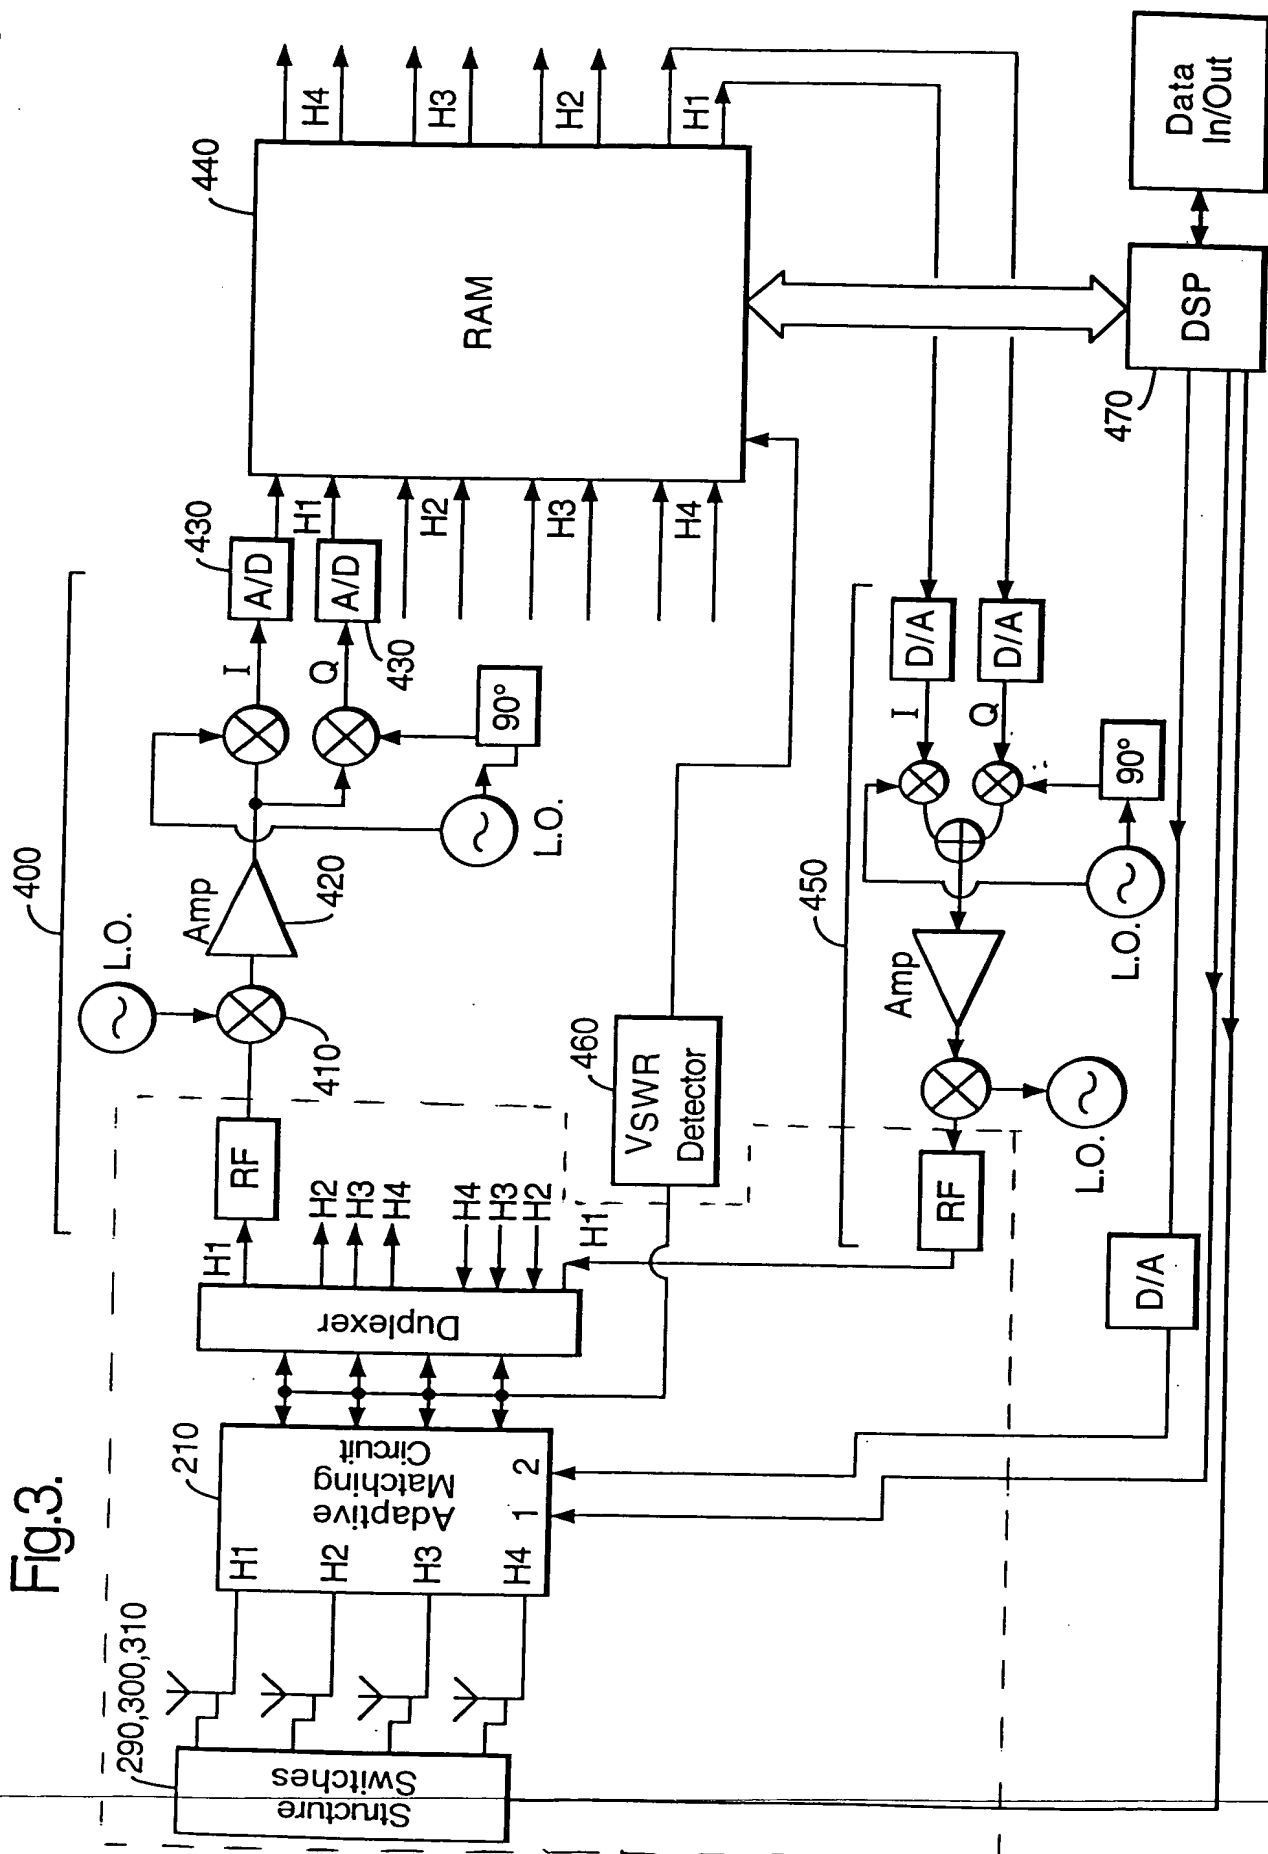 Fig.3.
290,300,310
Structure
Switches
H1
H2
H3
H4
210
Adaptive
Matching
Circuit
1
2
Duplexer
H1
H2
H3
H4
H4
H3
H2
H1
400
RF
410
L.O.
Amp
420
L.O.
90°
I
Q
430
A/D
A/D
430
H1
H2
H3
H4
440
RAM
H4
H3
H2
H1
460
VSWR
Detector
450
RF
L.O.
Amp
L.O.
90°
I
Q
D/A
D/A
D/A
470
DSP
Data
In/Out